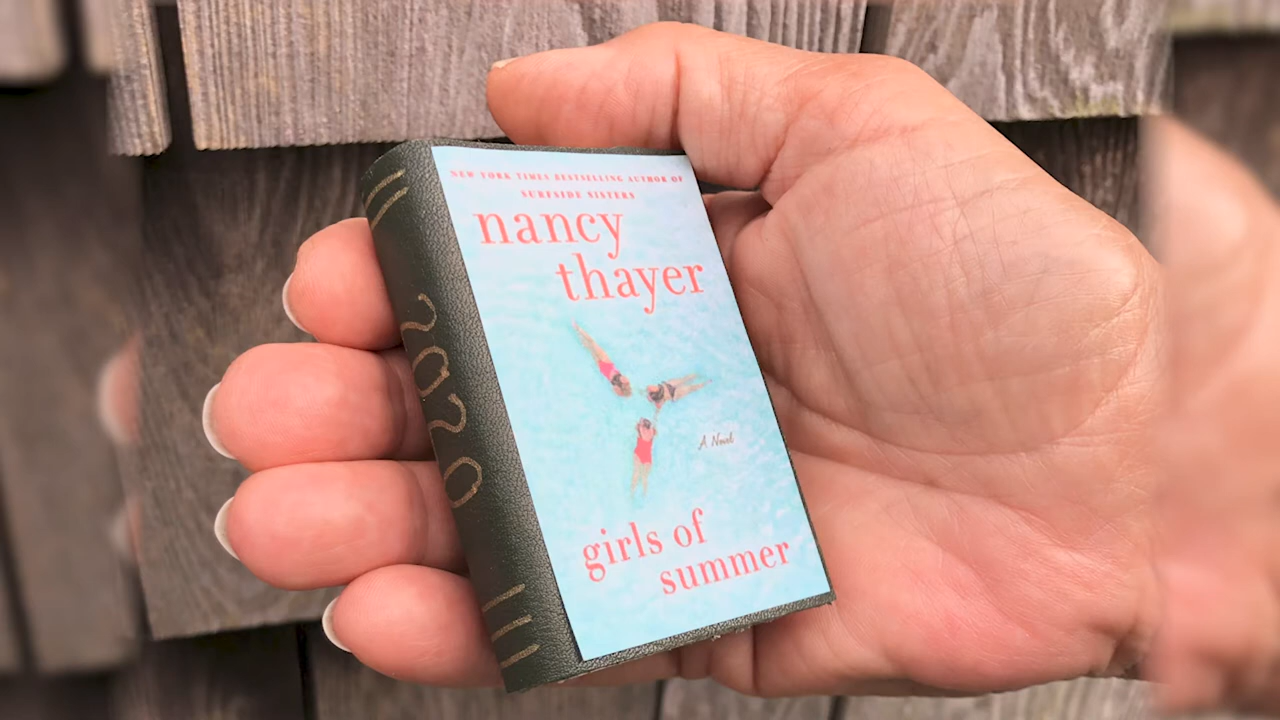 NEW YORK TIMES BESTSELLING AUTHOR OF
SURFSIDE SISTERS
nancy
thayer
A Novel
girls of
summer
2020